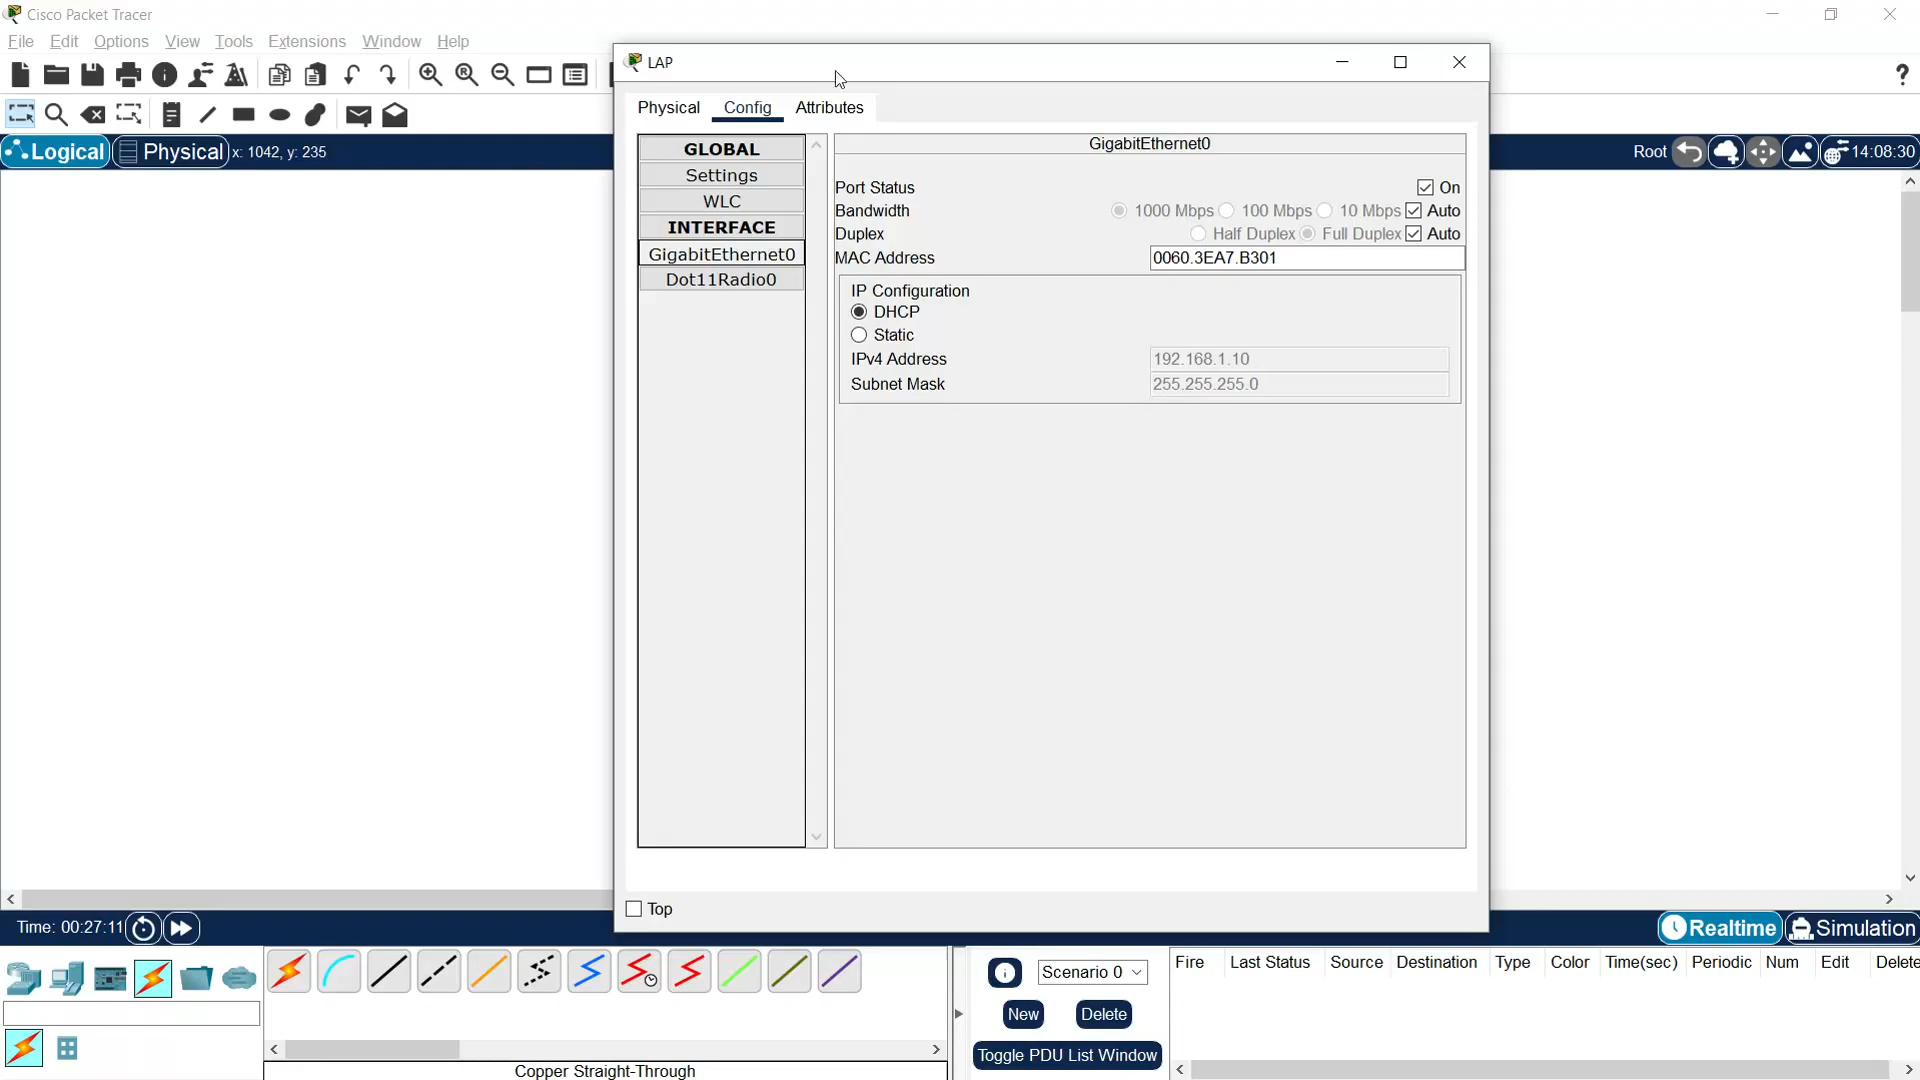 Cisco Packet Tracer
File Edit Options View Tools Extensions Window Help
LAP
Physical Config Attributes
Logical Physical x: 1042, y: 235
Root 14:08:30
GLOBAL
Settings
WLC
INTERFACE
GigabitEthernet0
Dot11Radio0
GigabitEthernet0
Port Status On
Bandwidth 1000 Mbps 100 Mbps 10 Mbps Auto
Duplex Half Duplex Full Duplex Auto
MAC Address 0060.3EA7.B301
IP Configuration
DHCP
Static
IPv4 Address 192.168.1.10
Subnet Mask 255.255.255.0
Top
Time: 00:27:11
Realtime Simulation
Scenario 0
New Delete
Toggle PDU List Window
Fire Last Status Source Destination Type Color Time(sec) Periodic Num Edit Delete
Copper Straight-Through